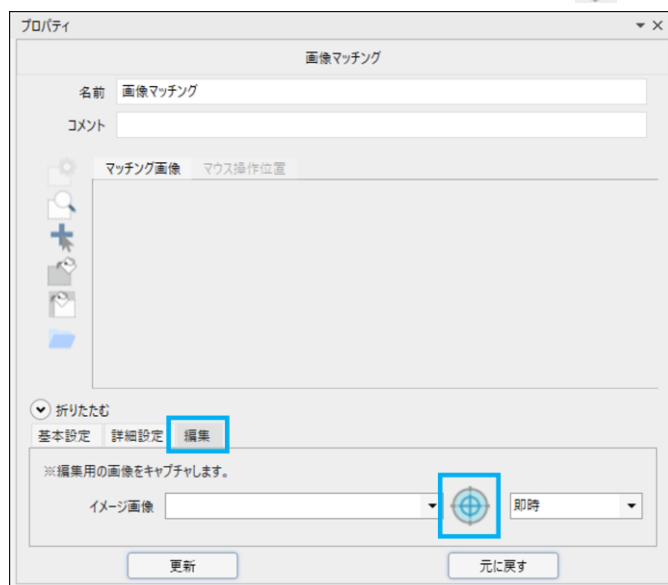 プロパティ
画像マッチング
名前 画像マッチング
コメント
マッチング画像 マウス操作位置
折りたたむ
基本設定 詳細設定 編集
※編集用の画像をキャプチャします。
イメージ画像 即時
更新 元に戻す